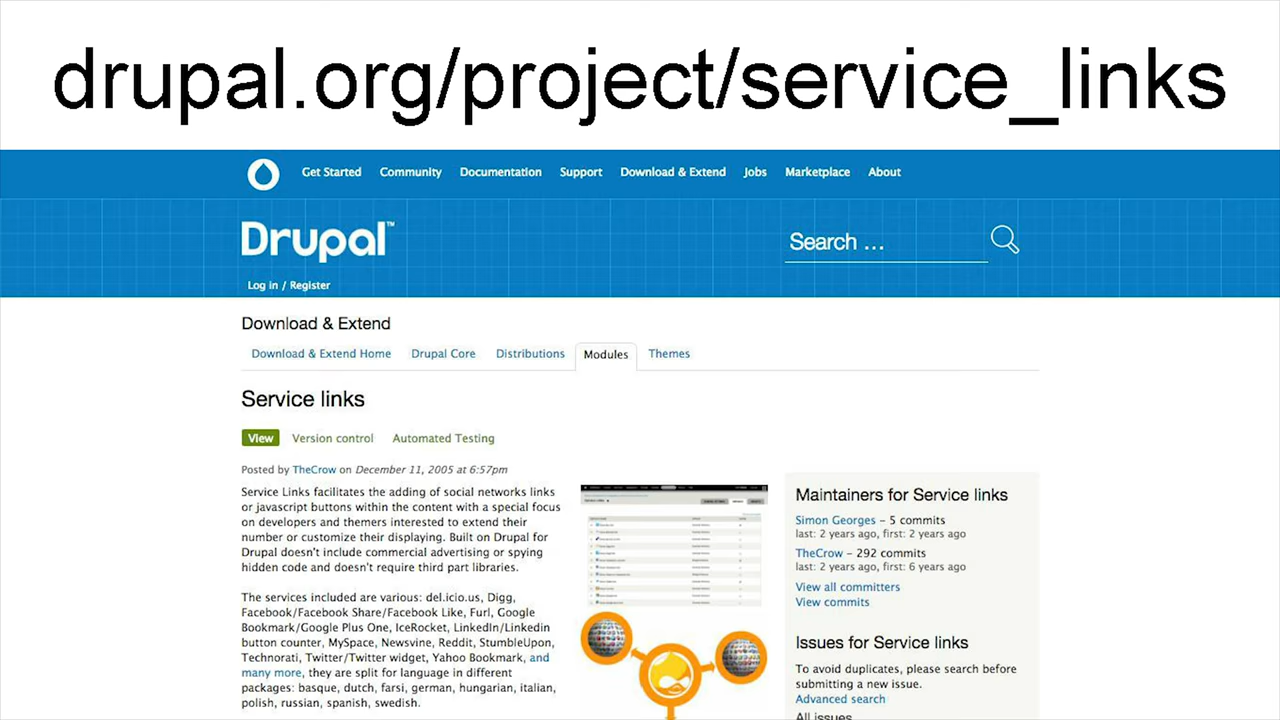 drupal.org/project/service_links
Get Started Community Documentation Support Download & Extend Jobs Marketplace About
Drupal™
Search ...
Log in / Register
Download & Extend
Download & Extend Home Drupal Core Distributions Modules Themes
Service links
View Version control Automated Testing
Posted by TheCrow on December 11, 2005 at 6:57pm
Service Links facilitates the adding of social networks links
or javascript buttons within the content with a special focus
on developers and themers interested to extend their
number or customize their displaying. Built on Drupal for
Drupal doesn't include commercial advertising or spying
hidden code and doesn't require third part libraries.
The services included are various: del.icio.us, Digg,
Facebook/FacebookShare/FacebookLike, Furl, Google
Bookmark/Google Plus One, IceRocket, LinkedIn/Linkedin
button counter, MySpace, Newsvine, Reddit, StumbleUpon,
Technorati, Twitter/Twitter widget, Yahoo Bookmark, and
many more, they are split for language in different
packages: basque, dutch, farsi, german, hungarian, italian,
polish, russian, spanish, swedish.
Maintainers for Service links
Simon Georges – 5 commits
last: 2 years ago, first: 2 years ago
TheCrow – 292 commits
last: 2 years ago, first: 6 years ago
View all committers
View commits
Issues for Service links
To avoid duplicates, please search before
submitting a new issue.
Advanced search
All issues